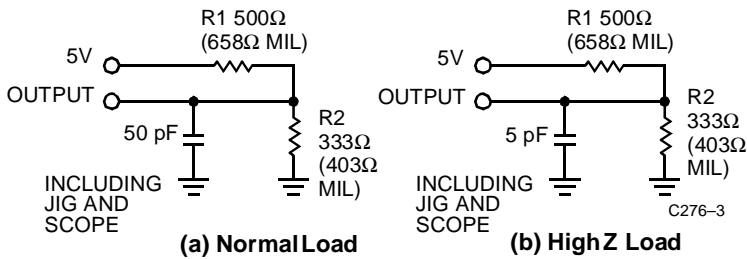 R1 500Ω
(658Ω MIL)
5V
OUTPUT
50 pF
R2
333Ω
(403Ω
MIL)
INCLUDING
JIG AND
SCOPE
(a) Normal Load
R1 500Ω
(658Ω MIL)
5V
OUTPUT
5 pF
R2
333Ω
(403Ω
MIL)
INCLUDING
JIG AND
SCOPE
C276–3
(b) High Z Load